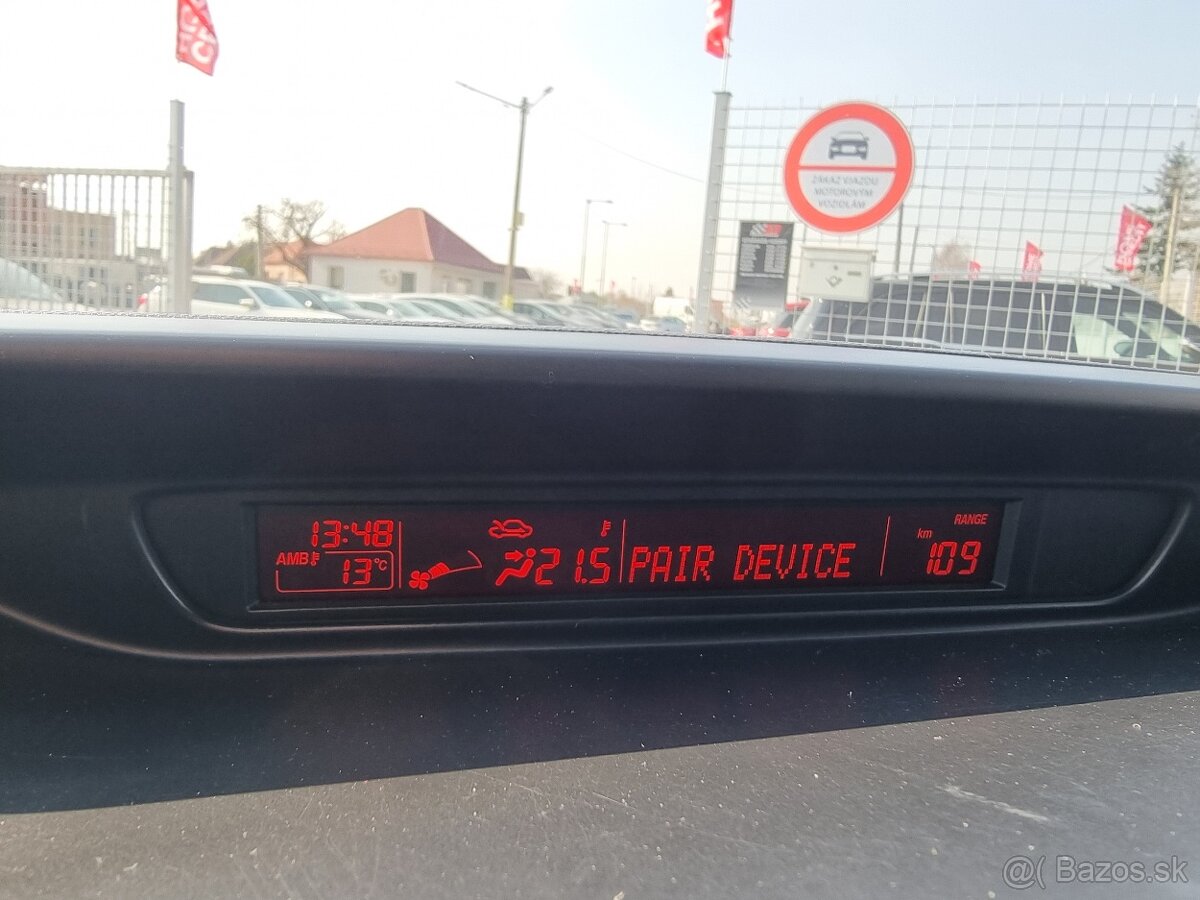 ZÁKAZ VJAZDU
MOTOROVÝM
VOZIDLÁM
13:48
AMB
13°C
21.5
PAIR DEVICE
RANGE
km
109
@( Bazos.sk